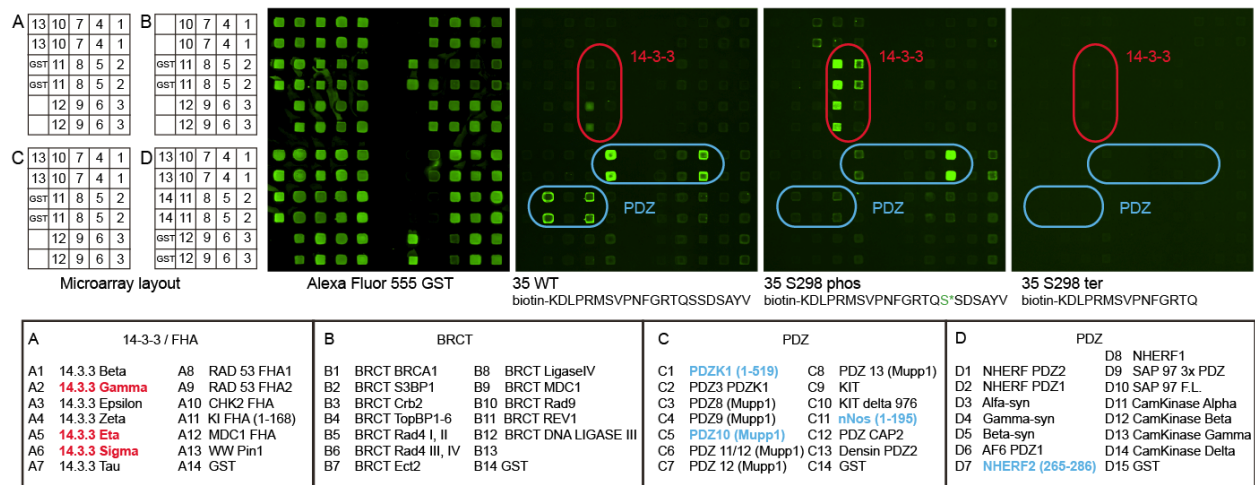 A
13 10 7 4 1
13 10 7 4 1
GST 11 8 5 2
GST 11 8 5 2
12 9 6 3
12 9 6 3
B
10 7 4 1
10 7 4 1
GST 11 8 5 2
GST 11 8 5 2
12 9 6 3
12 9 6 3
C
13 10 7 4 1
13 10 7 4 1
GST 11 8 5 2
GST 11 8 5 2
12 9 6 3
12 9 6 3
D
13 10 7 4 1
13 10 7 4 1
14 11 8 5 2
14 11 8 5 2
GST 12 9 6 3
GST 12 9 6 3
Microarray layout
Alexa Fluor 555 GST
14-3-3
PDZ
35 WT
biotin-KDLPRMSVPNFGRTQSSDSAYV
14-3-3
PDZ
35 S298 phos
biotin-KDLPRMSVPNFGRTQS*SDSAYV
14-3-3
PDZ
35 S298 ter
biotin-KDLPRMSVPNFGRTQ
A 14-3-3 / FHA
A1 14.3.3 Beta
A2 14.3.3 Gamma
A3 14.3.3 Epsilon
A4 14.3.3 Zeta
A5 14.3.3 Eta
A6 14.3.3 Sigma
A7 14.3.3 Tau
A8 RAD 53 FHA1
A9 RAD 53 FHA2
A10 CHK2 FHA
A11 KI FHA (1-168)
A12 MDC1 FHA
A13 WW Pin1
A14 GST
B BRCT
B1 BRCT BRCA1
B2 BRCT S3BP1
B3 BRCT Crb2
B4 BRCT TopBP1-6
B5 BRCT Rad4 I, II
B6 BRCT Rad4 III, IV
B7 BRCT Ect2
B8 BRCT LigaseIV
B9 BRCT MDC1
B10 BRCT Rad9
B11 BRCT REV1
B12 BRCT DNA LIGASE III
B13
B14 GST
C PDZ
C1 PDZK1 (1-519)
C2 PDZ3 PDZK1
C3 PDZ8 (Mupp1)
C4 PDZ9 (Mupp1)
C5 PDZ10 (Mupp1)
C6 PDZ 11/12 (Mupp1)
C7 PDZ 12 (Mupp1)
C8 PDZ 13 (Mupp1)
C9 KIT
C10 KIT delta 976
C11 nNos (1-195)
C12 PDZ CAP2
C13 Densin PDZ2
C14 GST
D PDZ
D1 NHERF PDZ2
D2 NHERF PDZ1
D3 Alfa-syn
D4 Gamma-syn
D5 Beta-syn
D6 AF6 PDZ1
D7 NHERF2 (265-286)
D8 NHERF1
D9 SAP 97 3x PDZ
D10 SAP 97 F.L.
D11 CamKinase Alpha
D12 CamKinase Beta
D13 CamKinase Gamma
D14 CamKinase Delta
D15 GST